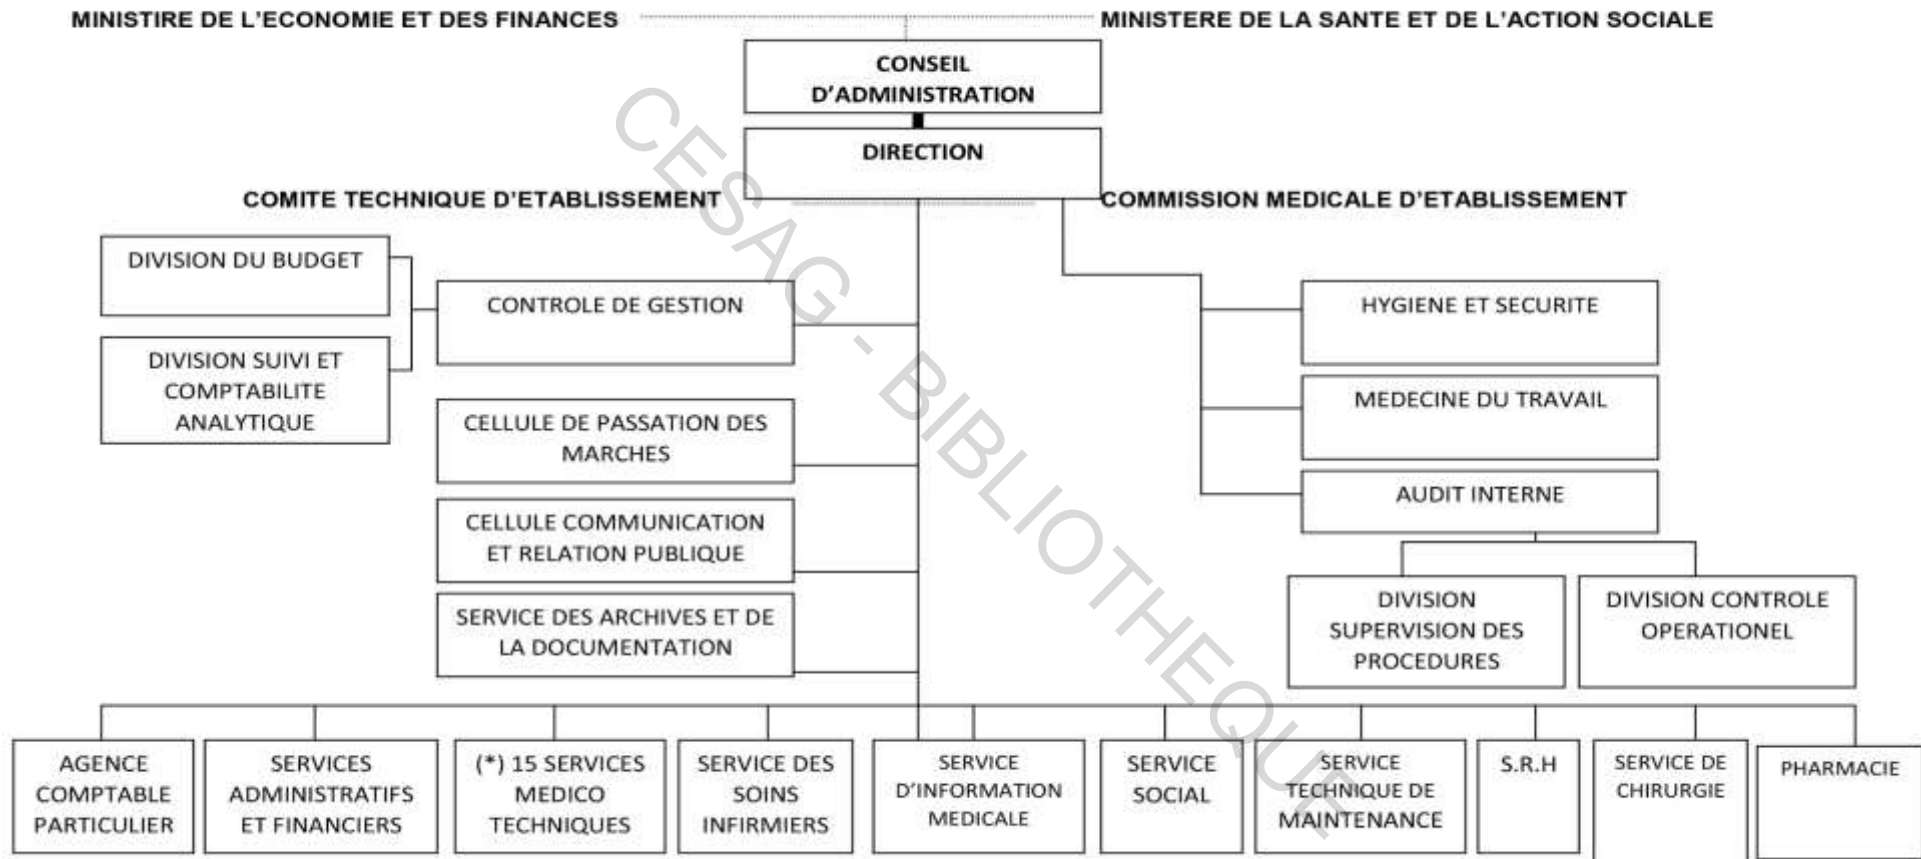 MINISTIRE DE L'ECONOMIE ET DES FINANCES
MINISTERE DE LA SANTE ET DE L'ACTION SOCIALE
CONSEIL
D'ADMINISTRATION
DIRECTION
COMITE TECHNIQUE D'ETABLISSEMENT
COMMISSION MEDICALE D'ETABLISSEMENT
DIVISION DU BUDGET
DIVISION SUIVI ET
COMPTABILITE
ANALYTIQUE
CONTROLE DE GESTION
CELLULE DE PASSATION DES
MARCHES
CELLULE COMMUNICATION
ET RELATION PUBLIQUE
SERVICE DES ARCHIVES ET DE
LA DOCUMENTATION
HYGIENE ET SECURITE
MEDECINE DU TRAVAIL
AUDIT INTERNE
DIVISION
SUPERVISION DES
PROCEDURES
DIVISION CONTROLE
OPERATIONEL
AGENCE
COMPTABLE
PARTICULIER
SERVICES
ADMINISTRATIFS
ET FINANCIERS
(*) 15 SERVICES
MEDICO
TECHNIQUES
SERVICE DES
SOINS
INFIRMIERS
SERVICE
D'INFORMATION
MEDICALE
SERVICE
SOCIAL
SERVICE
TECHNIQUE DE
MAINTENANCE
S.R.H
SERVICE DE
CHIRURGIE
PHARMACIE
CESAG - BIBLIOTHEQUE